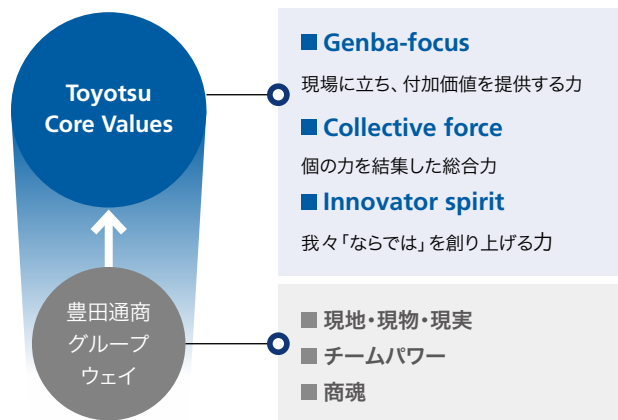 Toyotsu
Core Values
■ Genba-focus
現場に立ち、付加価値を提供する力
■ Collective force
個の力を結集した総合力
■ Innovator spirit
我々「ならでは」を創り上げる力
豊田通商
グループ
ウェイ
■ 現地・現物・現実
■ チームパワー
■ 商魂